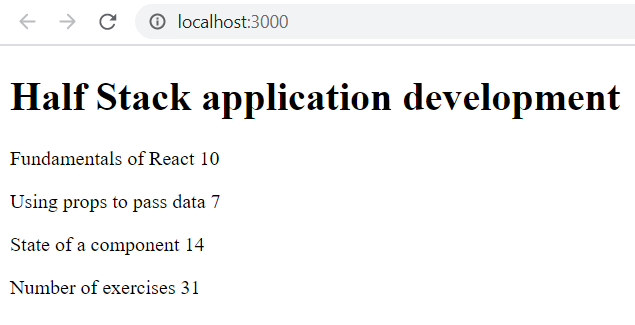 localhost:3000
Half Stack application development
Fundamentals of React 10
Using props to pass data 7
State of a component 14
Number of exercises 31